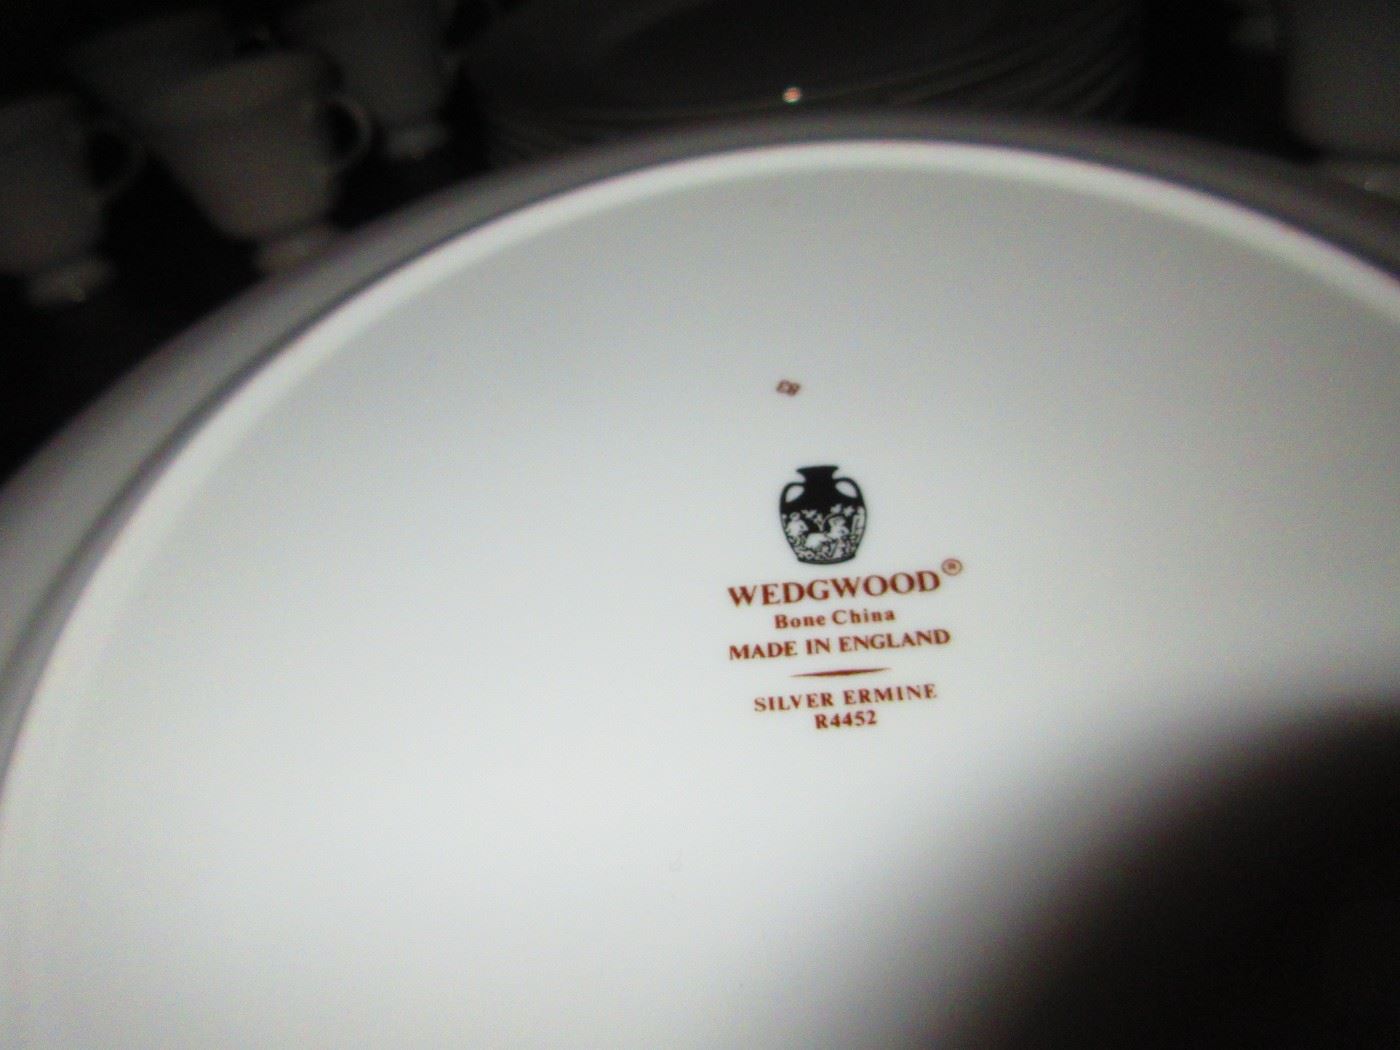 WEDGWOOD®
Bone China
MADE IN ENGLAND
SILVER ERMINE
R4452